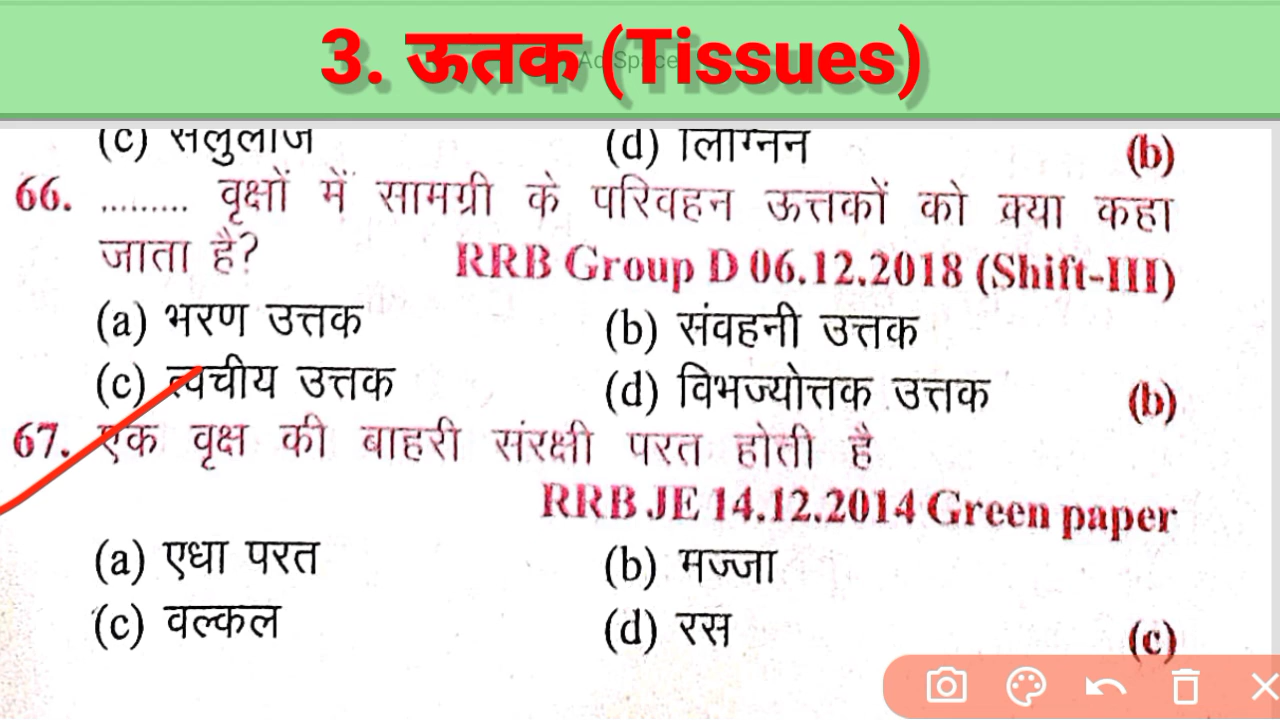 3. ऊतक (Tissues)
Ad Space
(c) सेलुलोज (d) लिग्निन (b)
66. ......... वृक्षों में सामग्री के परिवहन ऊत्तकों को क्या कहा
जाता है? RRB Group D 06.12.2018 (Shift-III)
(a) भरण उत्तक (b) संवहनी उत्तक
(c) त्वचीय उत्तक (d) विभज्योत्तक उत्तक (b)
67. एक वृक्ष की बाहरी संरक्षी परत होती है
RRB JE 14.12.2014 Green paper
(a) एधा परत (b) मज्जा
(c) वल्कल (d) रस (c)